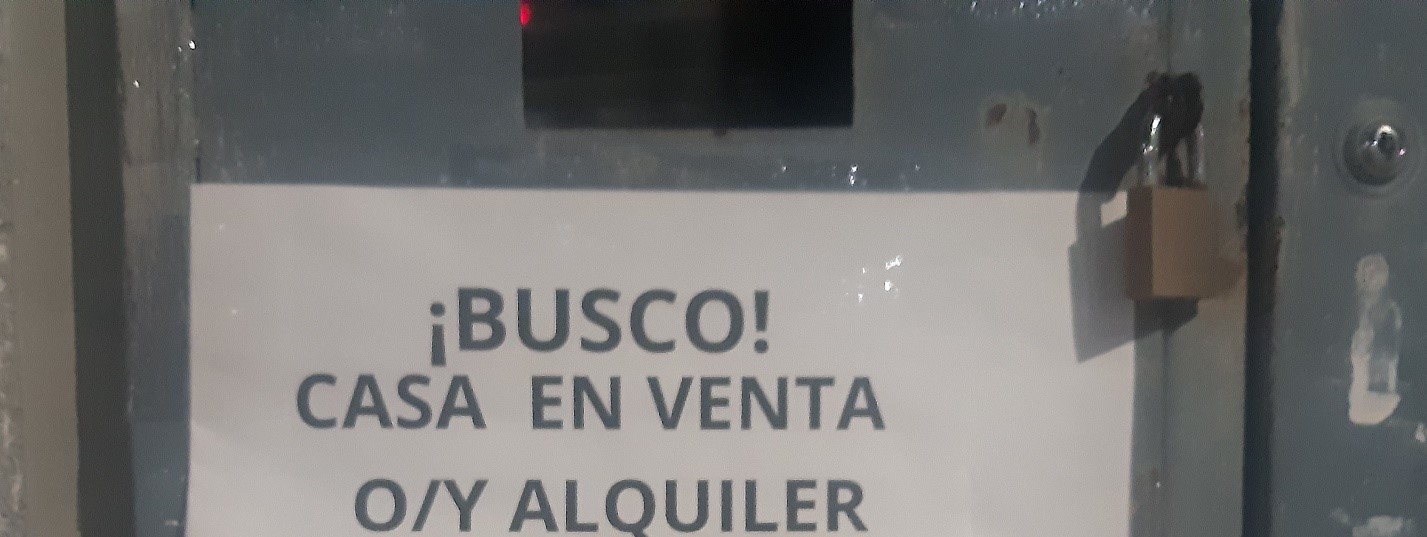 ¡BUSCO!
CASA EN VENTA
O/Y ALQUILER